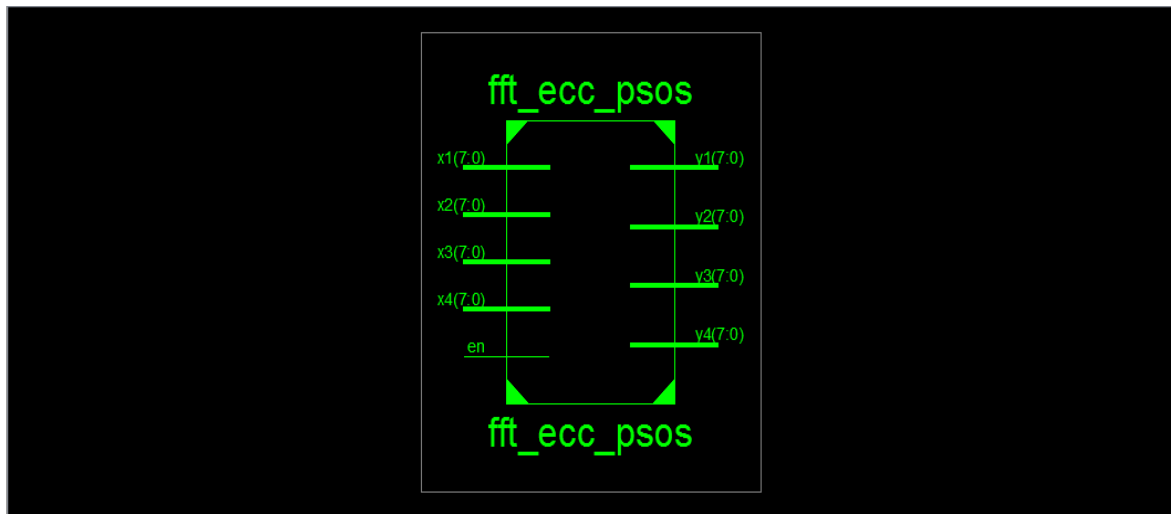 fft_ecc_psos
x1(7:0)
y1(7:0)
x2(7:0)
y2(7:0)
x3(7:0)
y3(7:0)
x4(7:0)
y4(7:0)
en
fft_ecc_psos